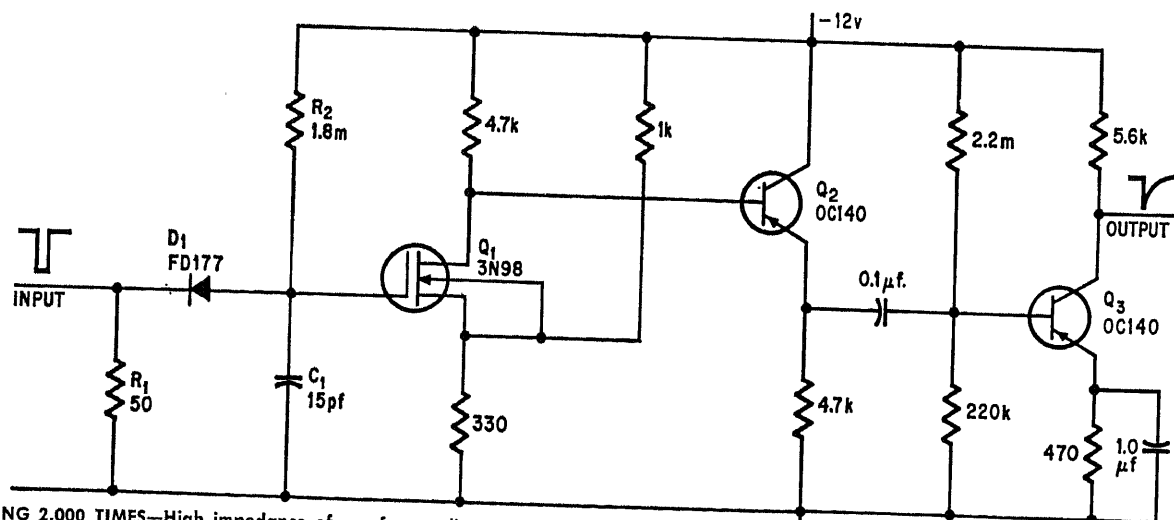 -12v
R2
1.8m
4.7k
1k
2.2m
5.6k
Q2
OC140
OUTPUT
D1
FD177
Q1
3N98
INPUT
0.1μf.
Q3
OC140
R1
50
C1
15pf
330
4.7k
220k
470
1.0
μf
NG 2,000 TIMES—High impedance of